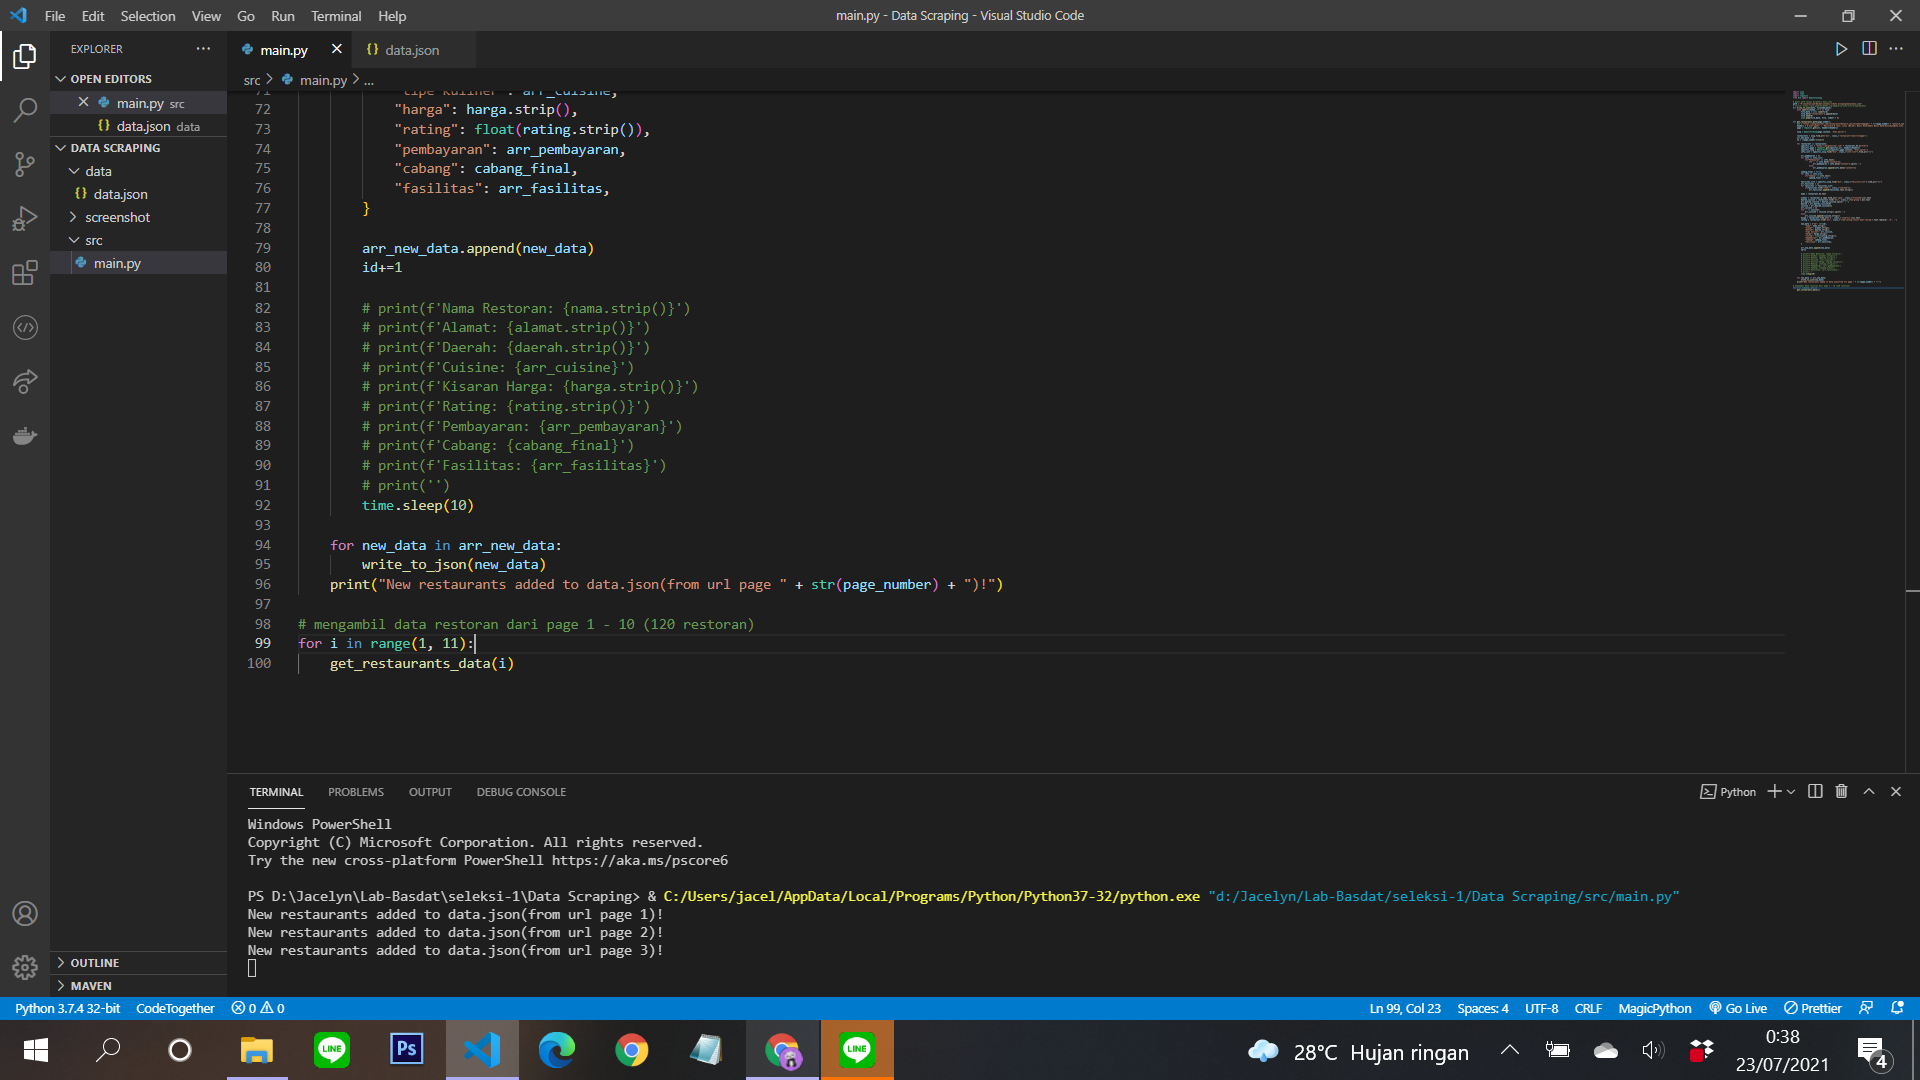 File Edit Selection View Go Run Terminal Help
main.py - Data Scraping - Visual Studio Code
EXPLORER
main.py
data.json
OPEN EDITORS
src > main.py > ...
main.py src
data.json data
DATA SCRAPING
data
data.json
screenshot
src
main.py
71 "tipe kuliner": arr_cuisine,
72 "harga": harga.strip(),
73 "rating": float(rating.strip()),
74 "pembayaran": arr_pembayaran,
75 "cabang": cabang_final,
76 "fasilitas": arr_fasilitas,
77 }
78
79 arr_new_data.append(new_data)
80 id+=1
81
82 # print(f'Nama Restoran: {nama.strip()}')
83 # print(f'Alamat: {alamat.strip()}')
84 # print(f'Daerah: {daerah.strip()}')
85 # print(f'Cuisine: {arr_cuisine}')
86 # print(f'Kisaran Harga: {harga.strip()}')
87 # print(f'Rating: {rating.strip()}')
88 # print(f'Pembayaran: {arr_pembayaran}')
89 # print(f'Cabang: {cabang_final}')
90 # print(f'Fasilitas: {arr_fasilitas}')
91 # print('')
92 time.sleep(10)
93
94 for new_data in arr_new_data:
95 write_to_json(new_data)
96 print("New restaurants added to data.json(from url page " + str(page_number) + ")!")
97
98 # mengambil data restoran dari page 1 - 10 (120 restoran)
99 for i in range(1, 11):
100 get_restaurants_data(i)
TERMINAL PROBLEMS OUTPUT DEBUG CONSOLE
Python
Windows PowerShell
Copyright (C) Microsoft Corporation. All rights reserved.
Try the new cross-platform PowerShell https://aka.ms/pscore6
PS D:\Jacelyn\Lab-Basdat\seleksi-1\Data Scraping> & C:/Users/jacel/AppData/Local/Programs/Python/Python37-32/python.exe "d:/Jacelyn/Lab-Basdat/seleksi-1/Data Scraping/src/main.py"
New restaurants added to data.json(from url page 1)!
New restaurants added to data.json(from url page 2)!
New restaurants added to data.json(from url page 3)!
OUTLINE
MAVEN
Python 3.7.4 32-bit CodeTogether 0 0
Ln 99, Col 23 Spaces: 4 UTF-8 CRLF MagicPython Go Live Prettier
LINE
Ps
LINE
28°C Hujan ringan
0:38
23/07/2021
4